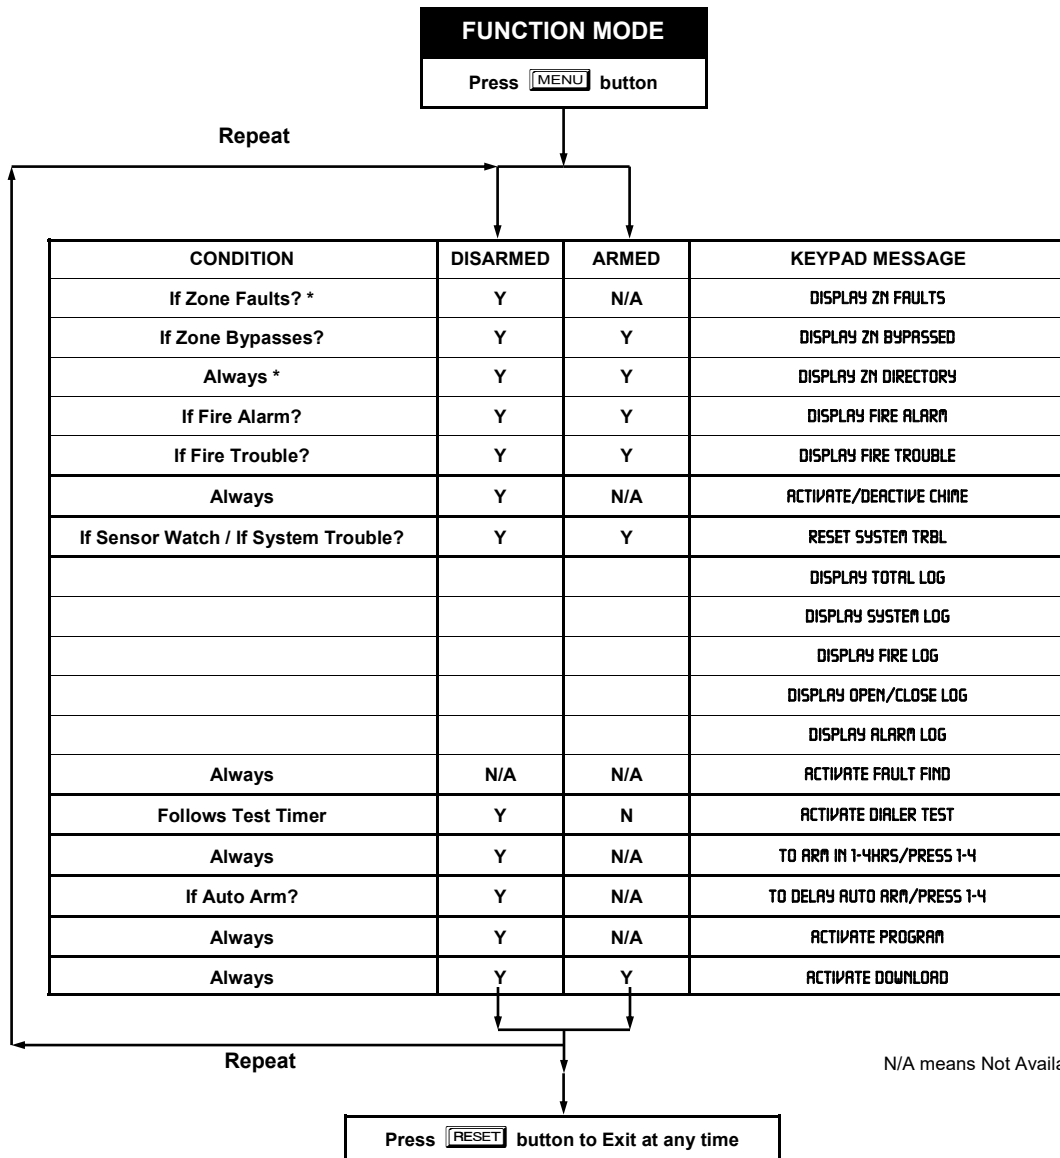 FUNCTION MODE
Press MENU button
Repeat
CONDITION DISARMED ARMED KEYPAD MESSAGE
If Zone Faults? * Y N/A DISPLAY ZN FAULTS
If Zone Bypasses? Y Y DISPLAY ZN BYPASSED
Always * Y Y DISPLAY ZN DIRECTORY
If Fire Alarm? Y Y DISPLAY FIRE ALARM
If Fire Trouble? Y Y DISPLAY FIRE TROUBLE
Always Y N/A ACTIVATE/DEACTIVE CHIME
If Sensor Watch / If System Trouble? Y Y RESET SYSTEM TRBL
DISPLAY TOTAL LOG
DISPLAY SYSTEM LOG
DISPLAY FIRE LOG
DISPLAY OPEN/CLOSE LOG
DISPLAY ALARM LOG
Always N/A N/A ACTIVATE FAULT FIND
Follows Test Timer Y N ACTIVATE DIALER TEST
Always Y N/A TO ARM IN 1-4HRS/PRESS 1-4
If Auto Arm? Y N/A TO DELAY AUTO ARM/PRESS 1-4
Always Y N/A ACTIVATE PROGRAM
Always Y Y ACTIVATE DOWNLOAD
Repeat
N/A means Not
Press RESET button to Exit at any time